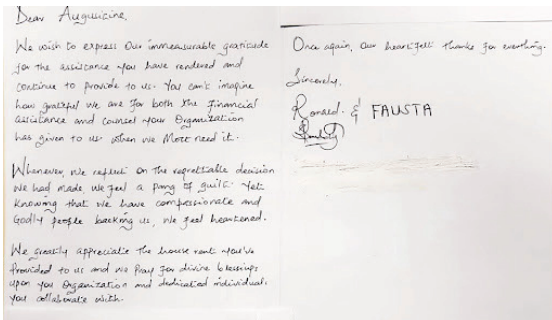 Dear Auguicine,
We wish to express Our immeasurable gratitude
for the assistance you have rendered and
continue to provide to us. You can't imagine
how grateful we are for both the Financial
assistance and counsel your Organization
has given to us when we Most need it.
Whenever, we reflect on the regrettable decision
we had made, we feel a pang of guilt. Yet,
Knowing that we have compassionate and
Godly people backing us, we feel heartened.
We greatly appreciate the house rent you've
Provided to us and we Pray for divine blessings
upon you Organization and dedicated individuals
you collaborate with.
Once again, Our heartfelt thanks for everything.
Sincerely,
Ronald. & FAUSTA